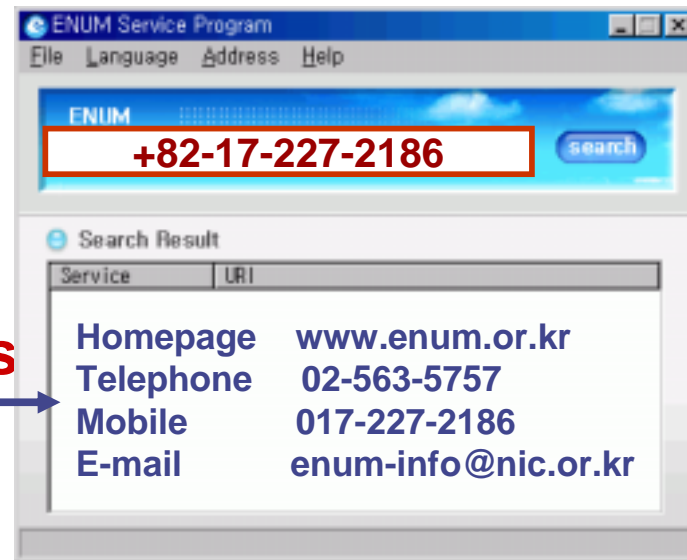 ENUM Service Program
File Language Address Help
ENUM
+82-17-227-2186
search
Search Result
Service URI
s
Homepage www.enum.or.kr
Telephone 02-563-5757
Mobile 017-227-2186
E-mail enum-info@nic.or.kr